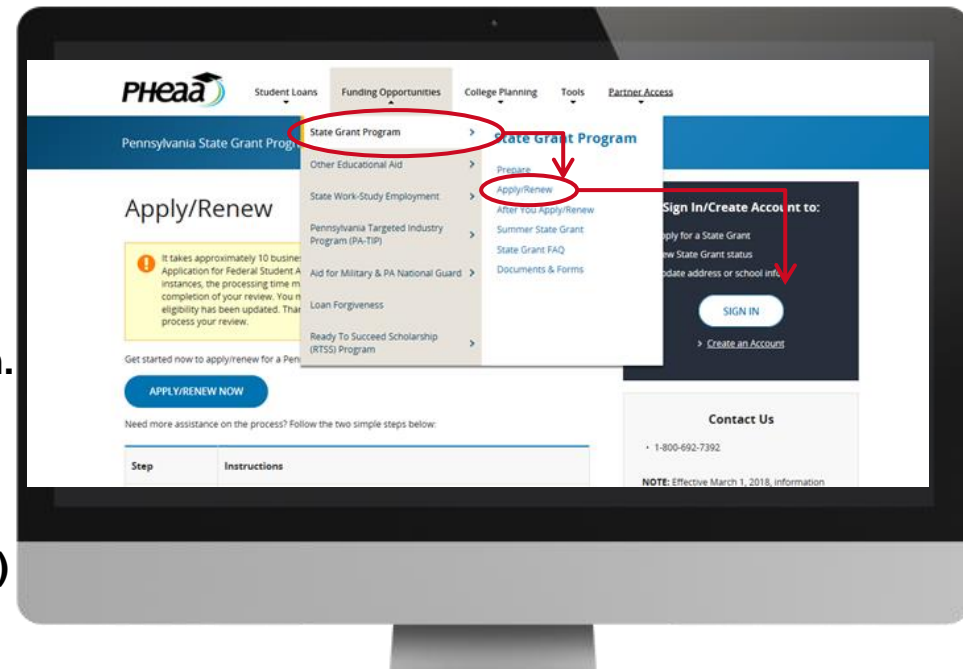 PHEAA
Student Loans Funding Opportunities College Planning Tools Partner Access
Pennsylvania State Grant Progr
State Grant Program
Other Educational Aid
State Work-Study Employment
Pennsylvania Targeted Industry
Program (PA-TIP)
Aid for Military & PA National Guard
Loan Forgiveness
Ready To Succeed Scholarship
(RTSS) Program
State Grant Program
Prepare
Apply/Renew
After You Apply/Renew
Summer State Grant
State Grant FAQ
Documents & Forms
Apply/Renew
It takes approximately 10 busine
Application for Federal Student A
instances, the processing time m
completion of your review. You m
eligibility has been updated. Than
process your review.
Get started now to apply/renew for a Pen
APPLY/RENEW NOW
Need more assistance on the process? Follow the two simple steps below:
Step Instructions
Sign In/Create Account to:
pply for a State Grant
ew State Grant status
pdate address or school info
SIGN IN
> Create an Account
Contact Us
• 1-800-692-7392
NOTE: Effective March 1, 2018, information
n.
)